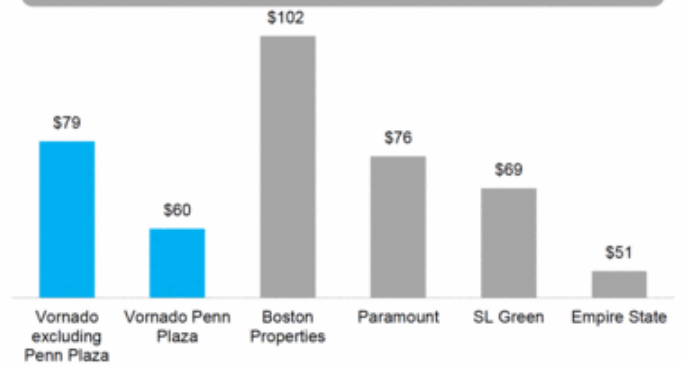 $102
$79
$76
$69
$60
$51
Vornado
excluding
Penn Plaza
Vornado Penn
Plaza
Boston
Properties
Paramount
SL Green
Empire State